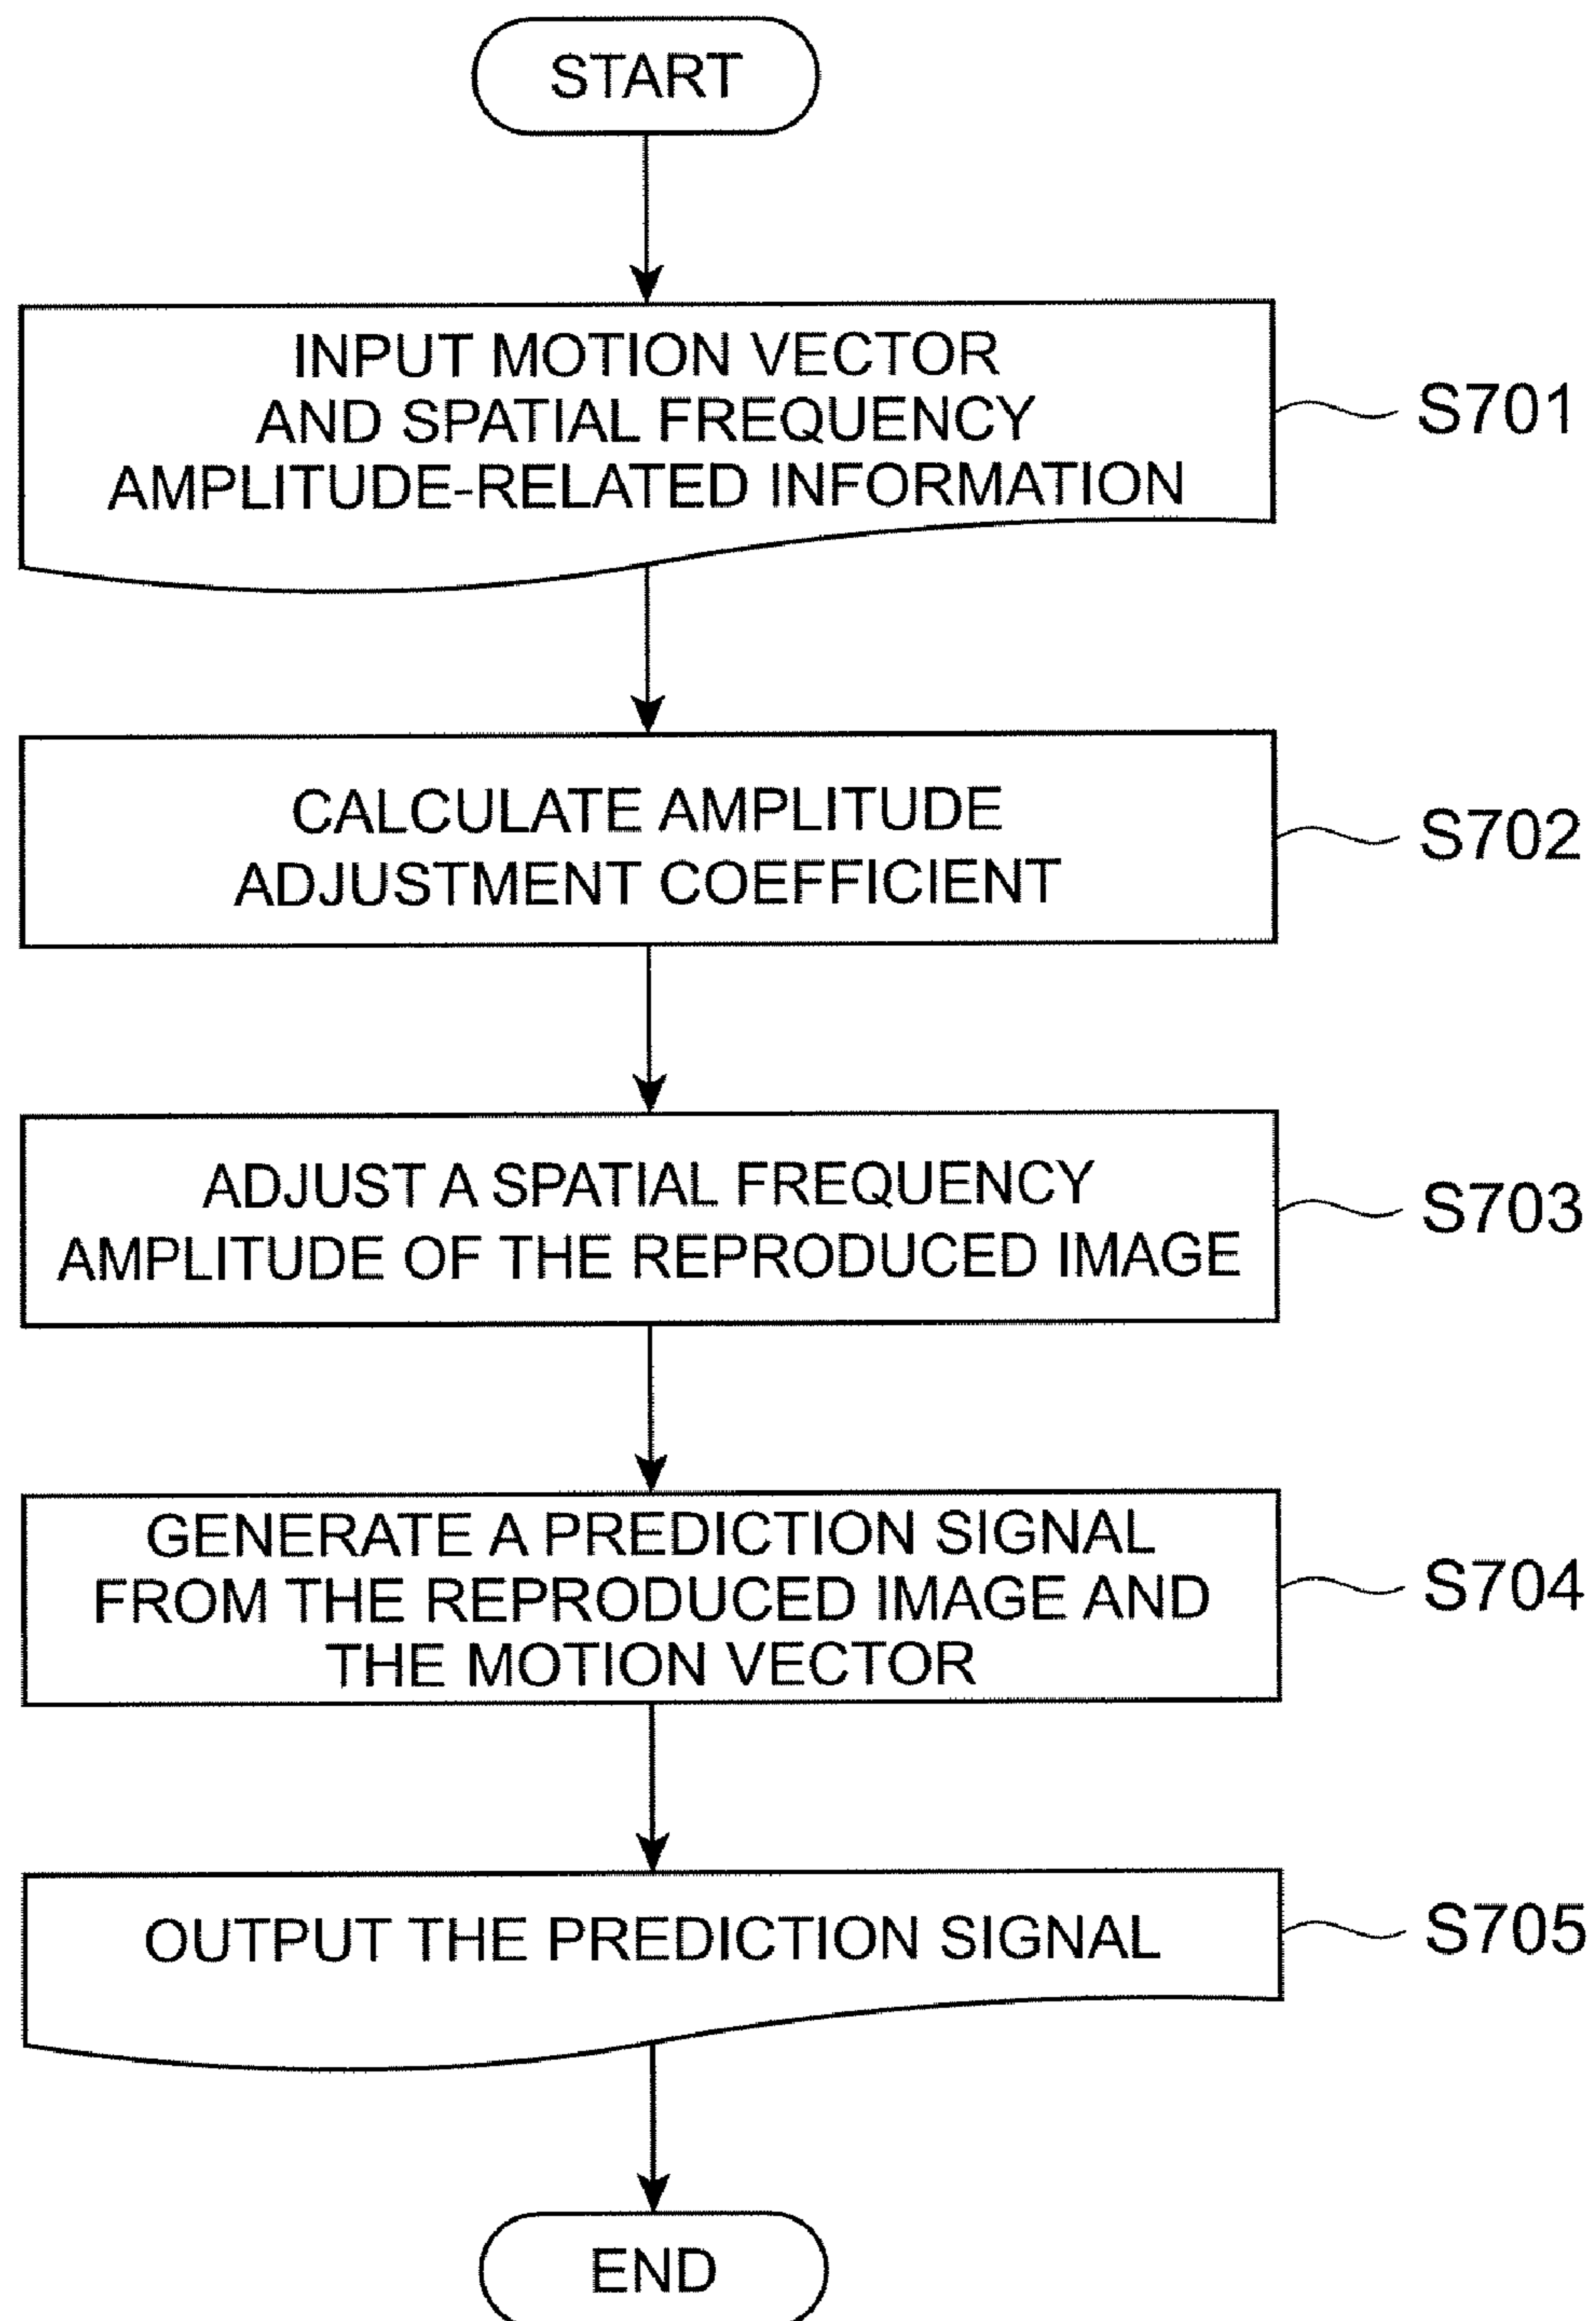 START
INPUT MOTION VECTOR
AND SPATIAL FREQUENCY
AMPLITUDE-RELATED INFORMATION
S701
CALCULATE AMPLITUDE
ADJUSTMENT COEFFICIENT
S702
ADJUST A SPATIAL FREQUENCY
AMPLITUDE OF THE REPRODUCED IMAGE
S703
GENERATE A PREDICTION SIGNAL
FROM THE REPRODUCED IMAGE AND
THE MOTION VECTOR
S704
OUTPUT THE PREDICTION SIGNAL
S705
END